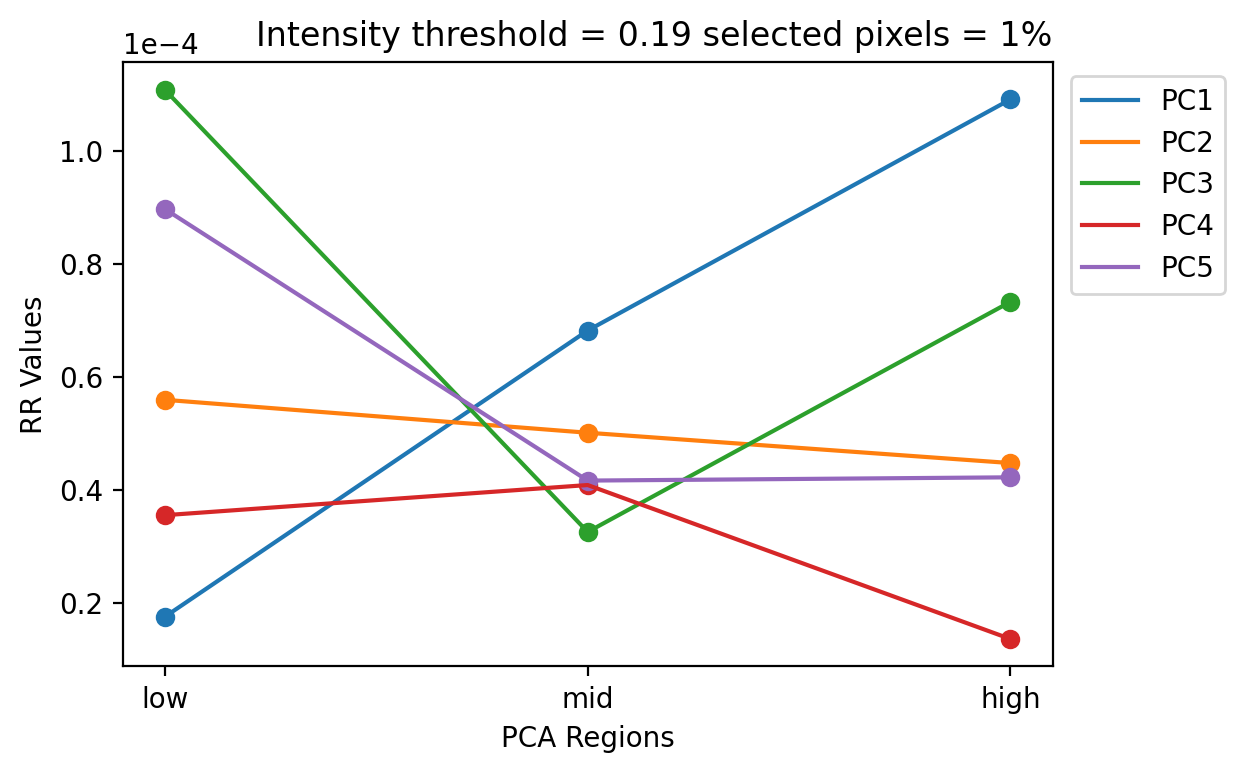 Intensity threshold = 0.19 selected pixels = 1%
1e−4
1.0
0.8
0.6
0.4
0.2
RR Values
low mid high
PCA Regions
PC1
PC2
PC3
PC4
PC5